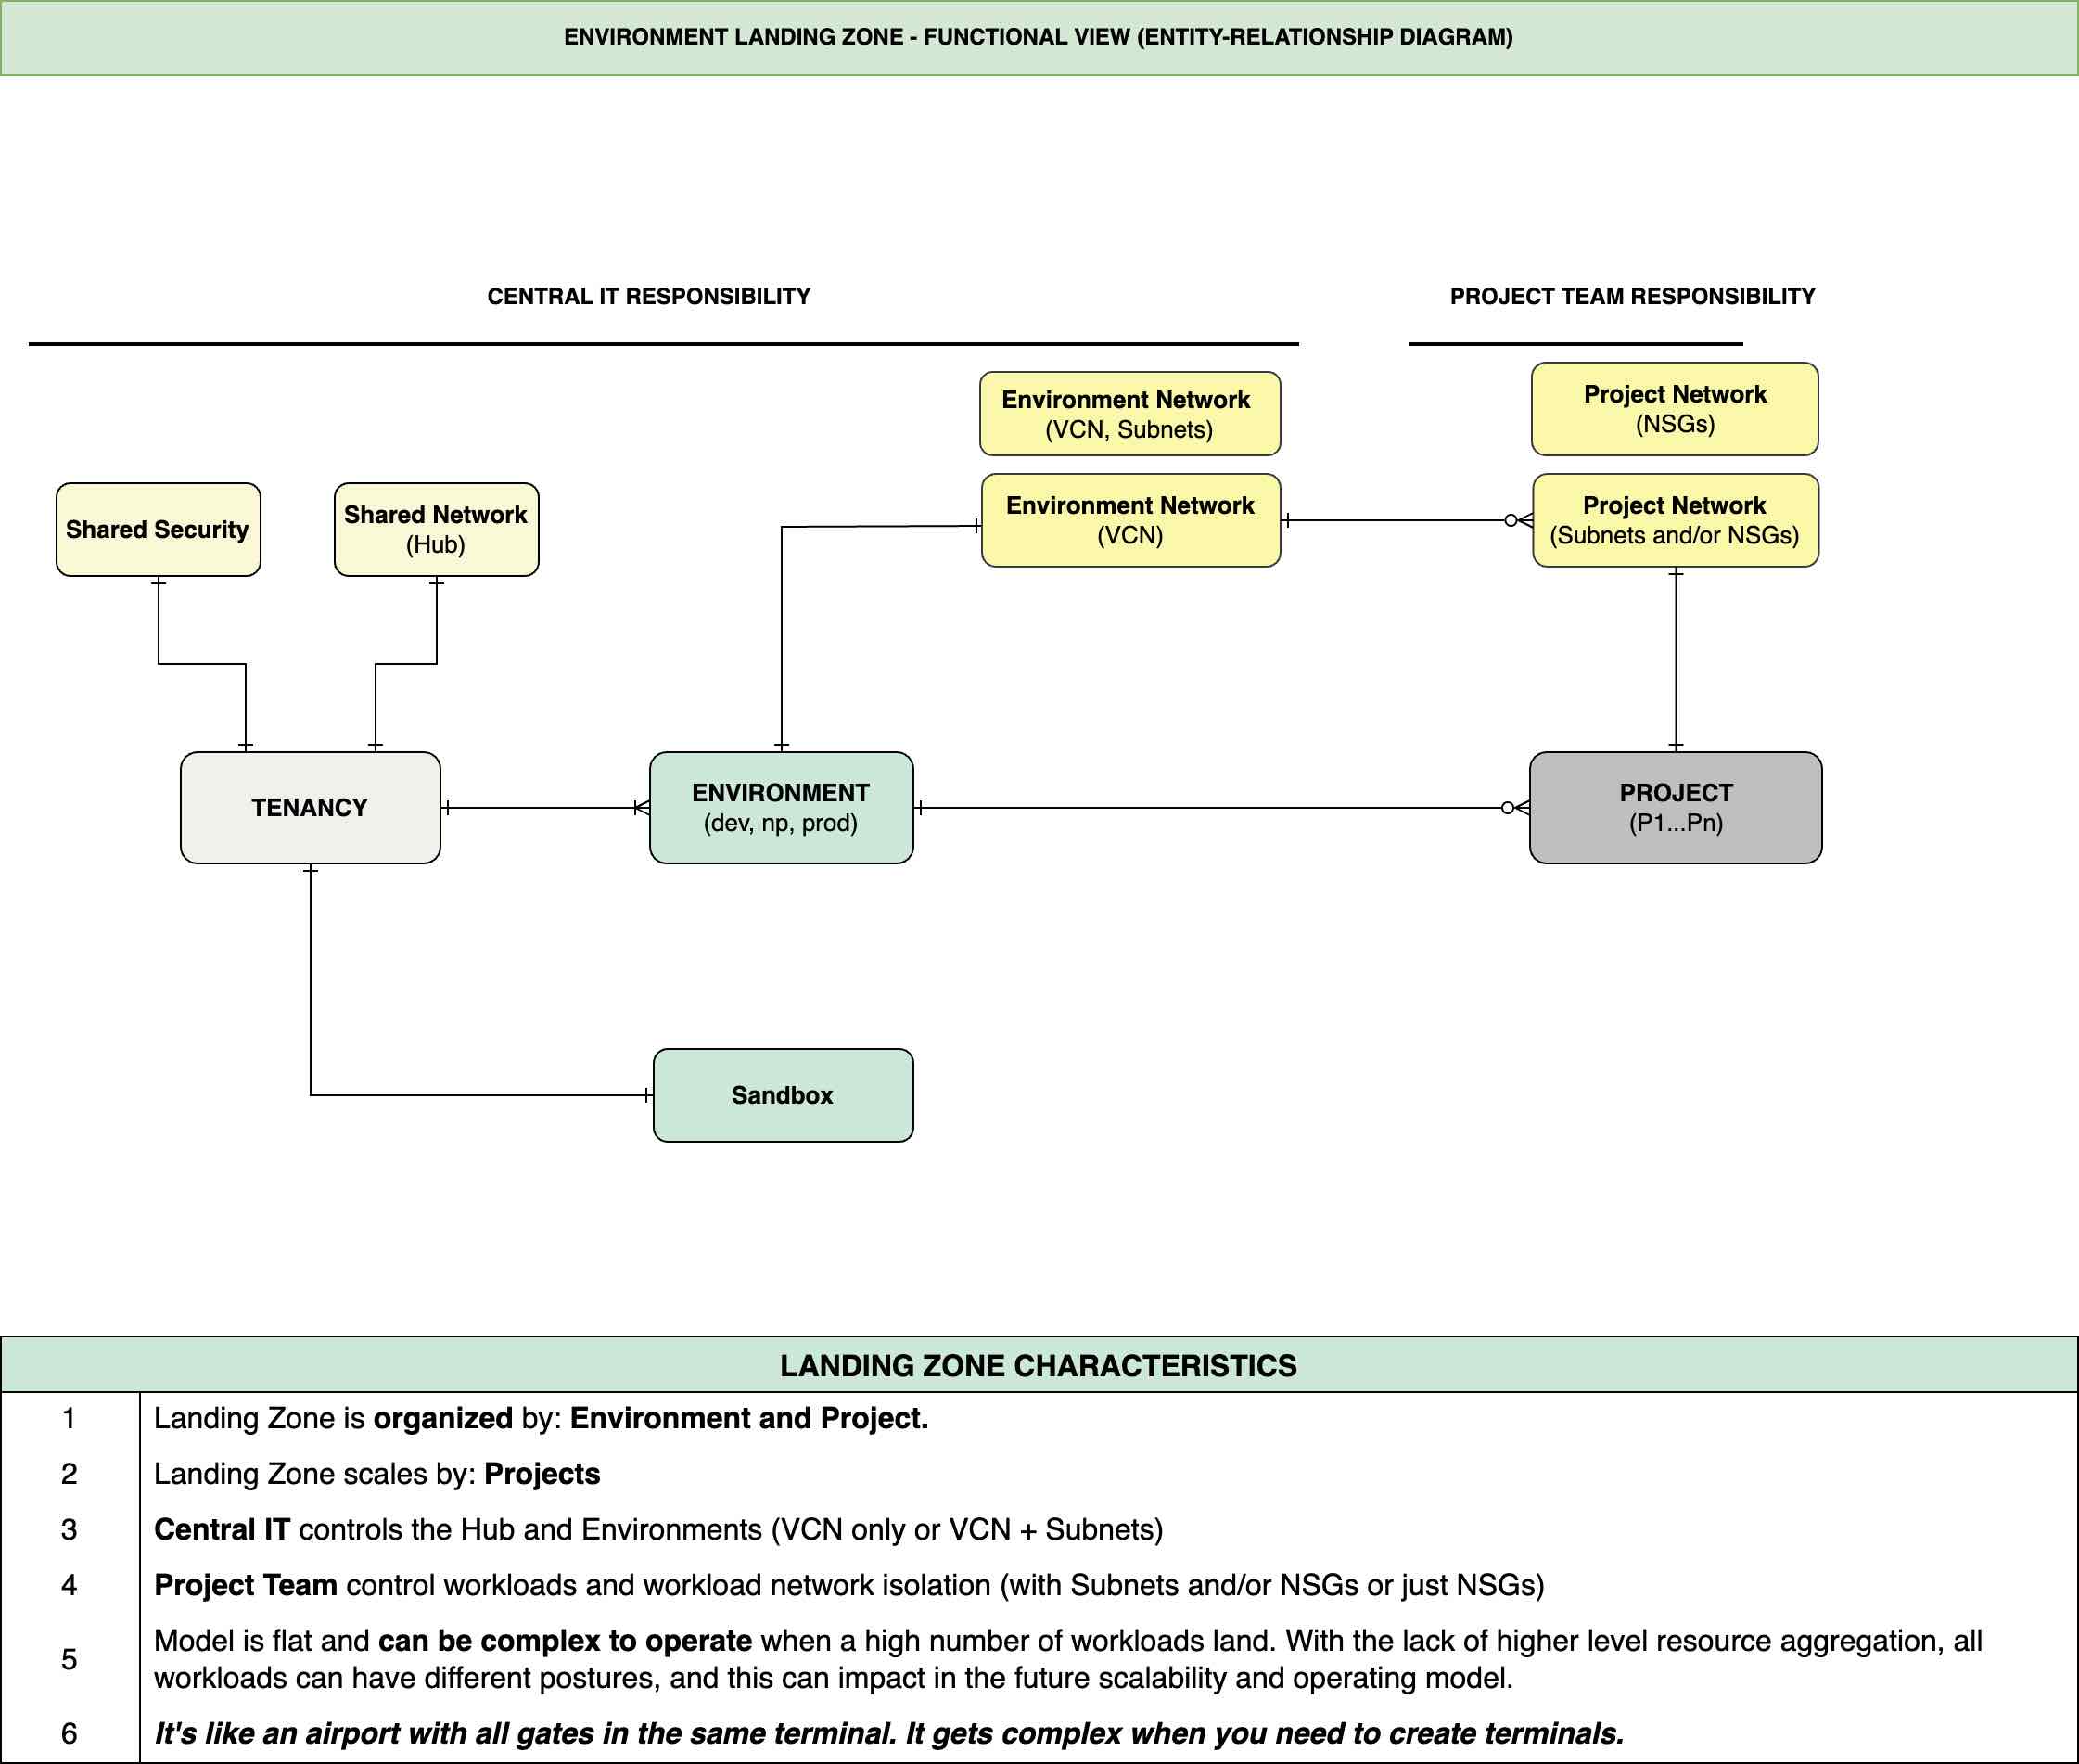 ENVIRONMENT LANDING ZONE - FUNCTIONAL VIEW (ENTITY-RELATIONSHIP DIAGRAM)
CENTRAL IT RESPONSIBILITY
PROJECT TEAM RESPONSIBILITY
Environment Network
(VCN, Subnets)
Project Network
(NSGs)
Shared Security
Shared Network
(Hub)
Environment Network
(VCN)
Project Network
(Subnets and/or NSGs)
TENANCY
ENVIRONMENT
(dev, np, prod)
PROJECT
(P1...Pn)
Sandbox
LANDING ZONE CHARACTERISTICS
1 Landing Zone is organized by: Environment and Project.
2 Landing Zone scales by: Projects
3 Central IT controls the Hub and Environments (VCN only or VCN + Subnets)
4 Project Team control workloads and workload network isolation (with Subnets and/or NSGs or just NSGs)
5 Model is flat and can be complex to operate when a high number of workloads land. With the lack of higher level resource aggregation, all
workloads can have different postures, and this can impact in the future scalability and operating model.
6 It's like an airport with all gates in the same terminal. It gets complex when you need to create terminals.